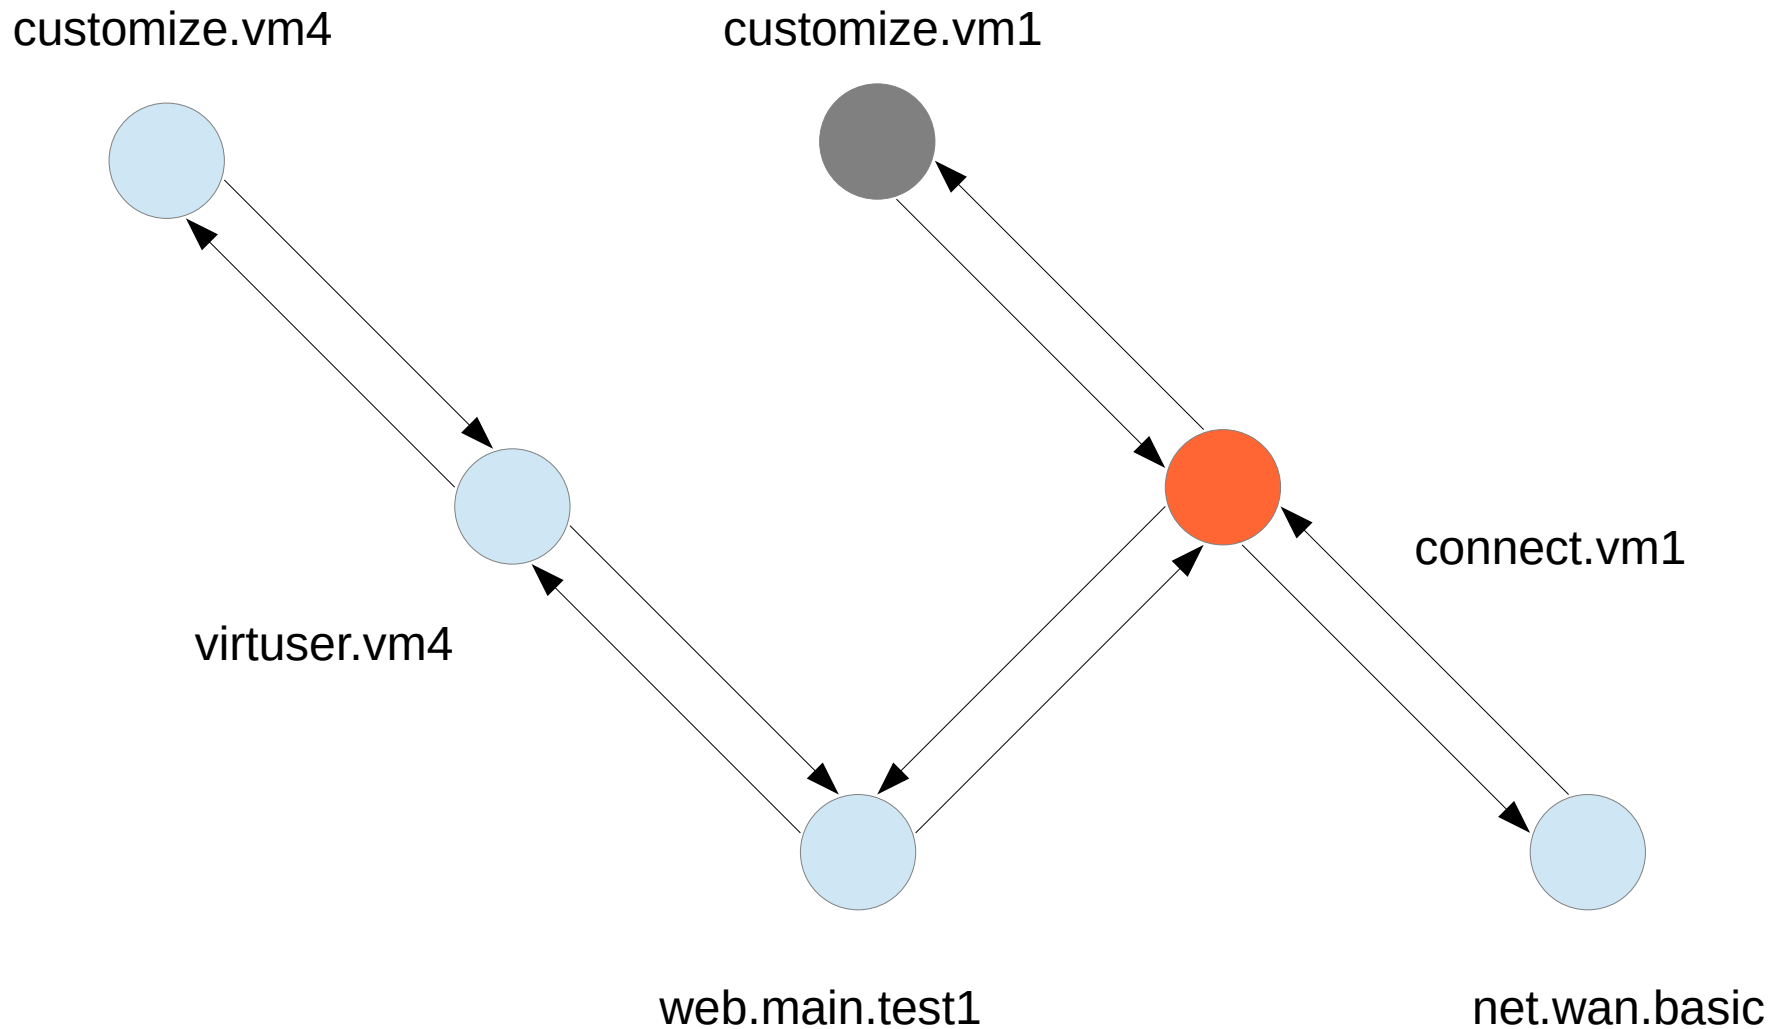 customize.vm4
customize.vm1
connect.vm1
virtuser.vm4
web.main.test1
net.wan.basic